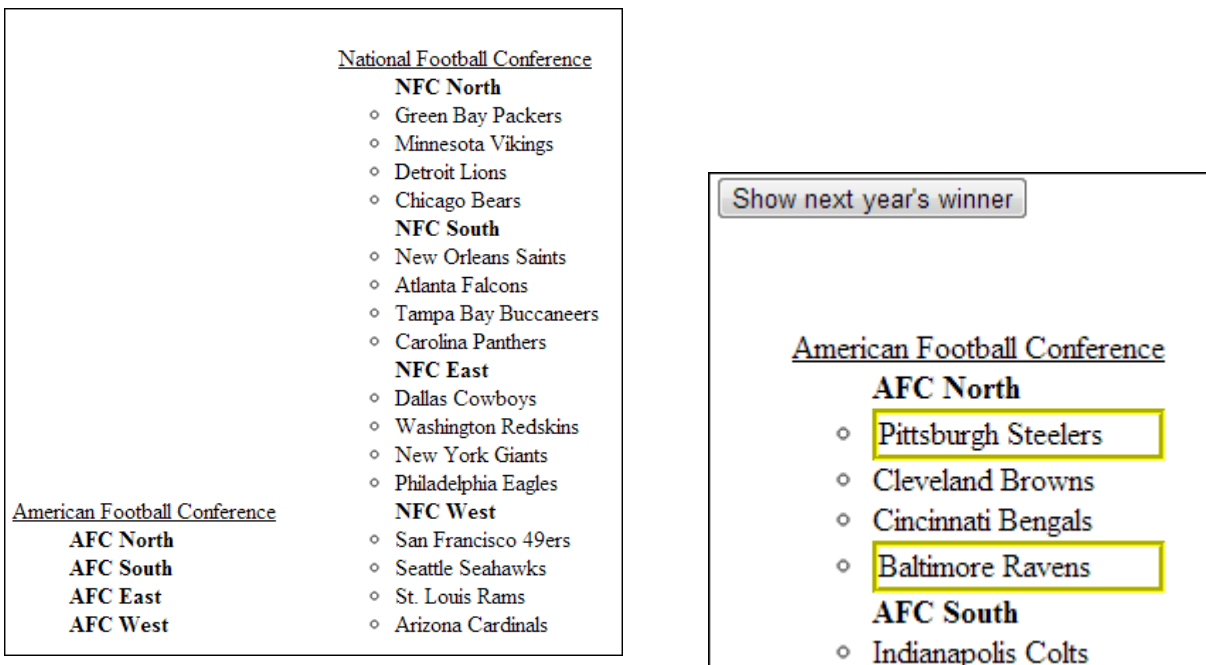 National Football Conference
NFC North
Green Bay Packers
Minnesota Vikings
Detroit Lions
Chicago Bears
NFC South
New Orleans Saints
Atlanta Falcons
Tampa Bay Buccaneers
Carolina Panthers
NFC East
Dallas Cowboys
Washington Redskins
New York Giants
Philadelphia Eagles
NFC West
San Francisco 49ers
Seattle Seahawks
St. Louis Rams
Arizona Cardinals
American Football Conference
AFC North
AFC South
AFC East
AFC West
Show next year's winner
American Football Conference
AFC North
Pittsburgh Steelers
Cleveland Browns
Cincinnati Bengals
Baltimore Ravens
AFC South
Indianapolis Colts